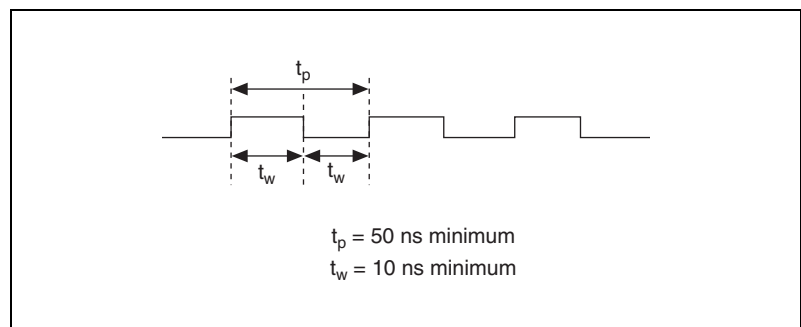 tp
tw tw
tp = 50 ns minimum
tw = 10 ns minimum